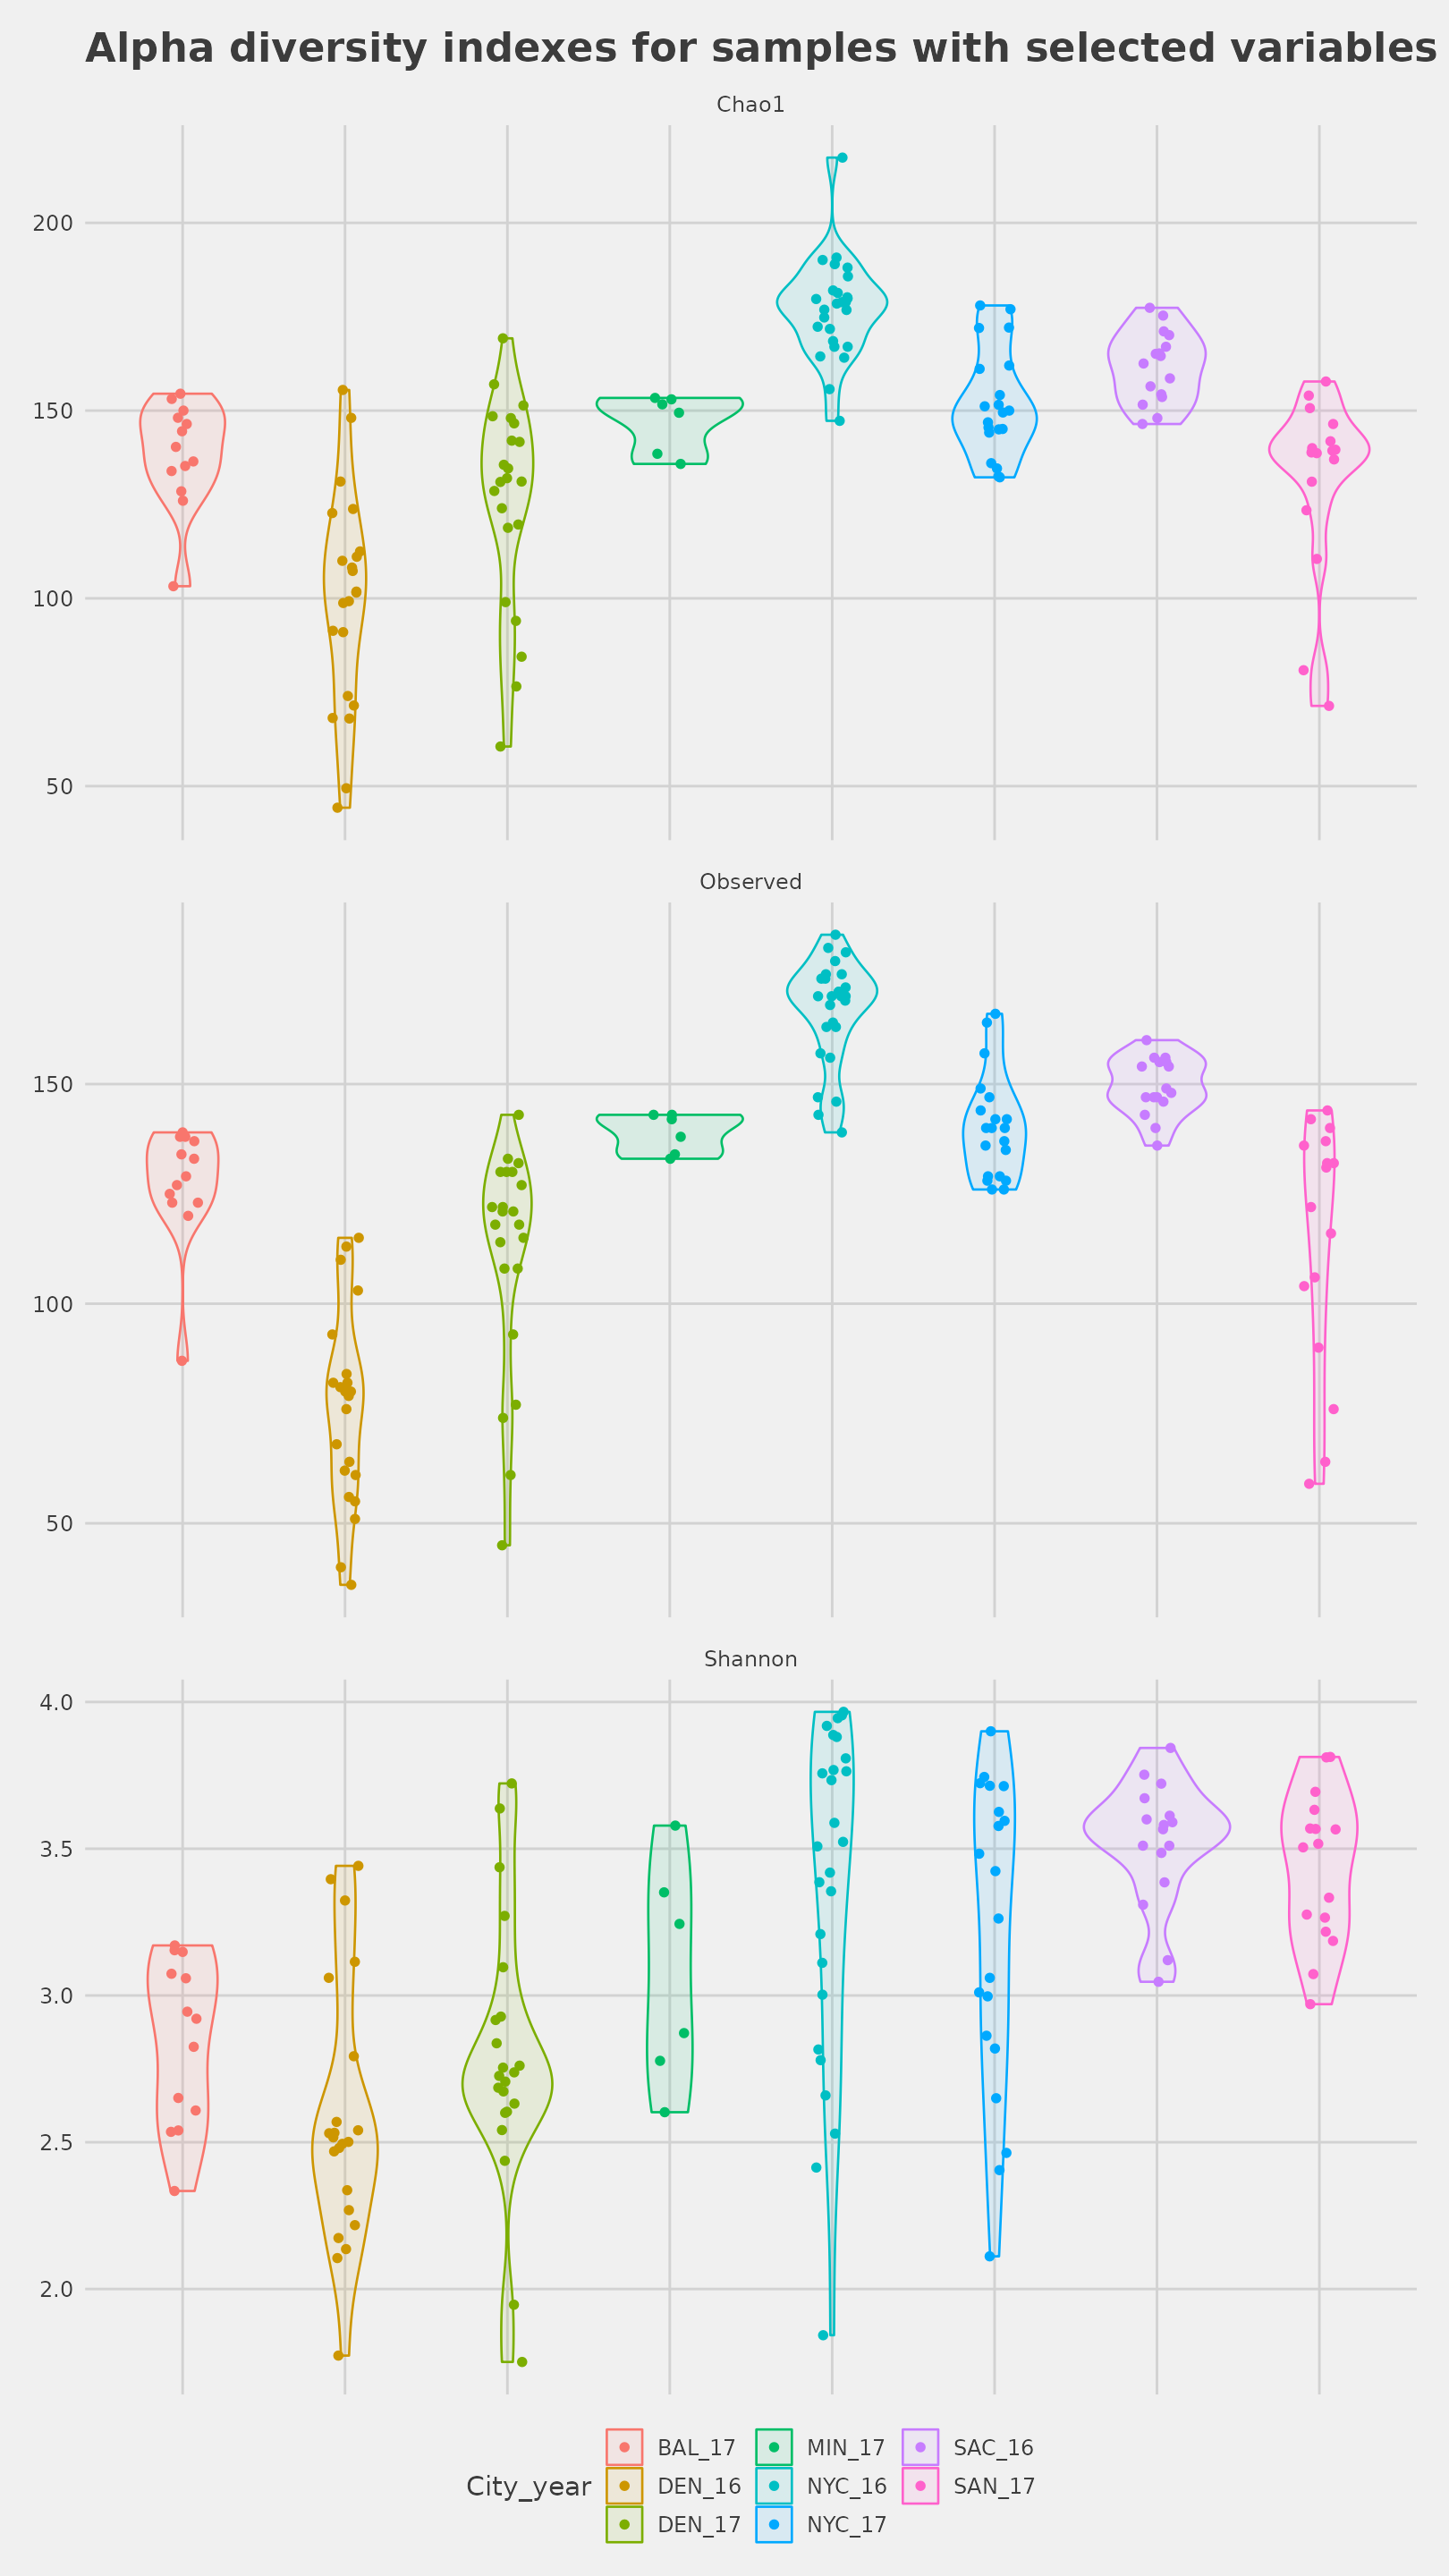 Alpha diversity indexes for samples with selected variables
Chao1
200
150
100
50
Observed
150
100
50
Shannon
4.0
3.5
3.0
2.5
2.0
City_year
BAL_17
DEN_16
DEN_17
MIN_17
NYC_16
NYC_17
SAC_16
SAN_17